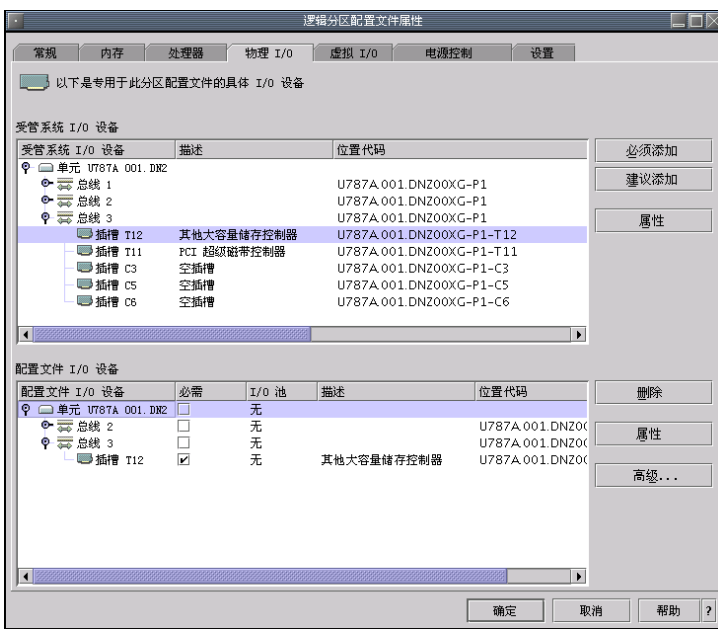 逻辑分区配置文件属性
常规 内存 处理器 物理 I/O 虚拟 I/O 电源控制 设置
以下是专用于此分区配置文件的具体 I/O 设备
受管系统 I/O 设备
受管系统 I/O 设备 描述 位置代码
单元 U787A 001.DN2
总线 1 U787A.001.DNZ00XG-P1
总线 2 U787A.001.DNZ00XG-P1
总线 3 U787A.001.DNZ00XG-P1
插槽 T12 其他大容量储存控制器 U787A.001.DNZ00XG-P1-T12
插槽 T11 PCI 超级磁带控制器 U787A.001.DNZ00XG-P1-T11
插槽 C3 空插槽 U787A.001.DNZ00XG-P1-C3
插槽 C5 空插槽 U787A.001.DNZ00XG-P1-C5
插槽 C6 空插槽 U787A.001.DNZ00XG-P1-C6
必须添加
建议添加
属性
配置文件 I/O 设备
配置文件 I/O 设备 必需 I/O 池 描述 位置代码
单元 U787A 001.DN2 无
总线 2 无 U787A.001.DNZ00
总线 3 无 U787A.001.DNZ00
插槽 T12 无 其他大容量储存控制器 U787A.001.DNZ00
删除
属性
高级...
确定 取消 帮助 ?